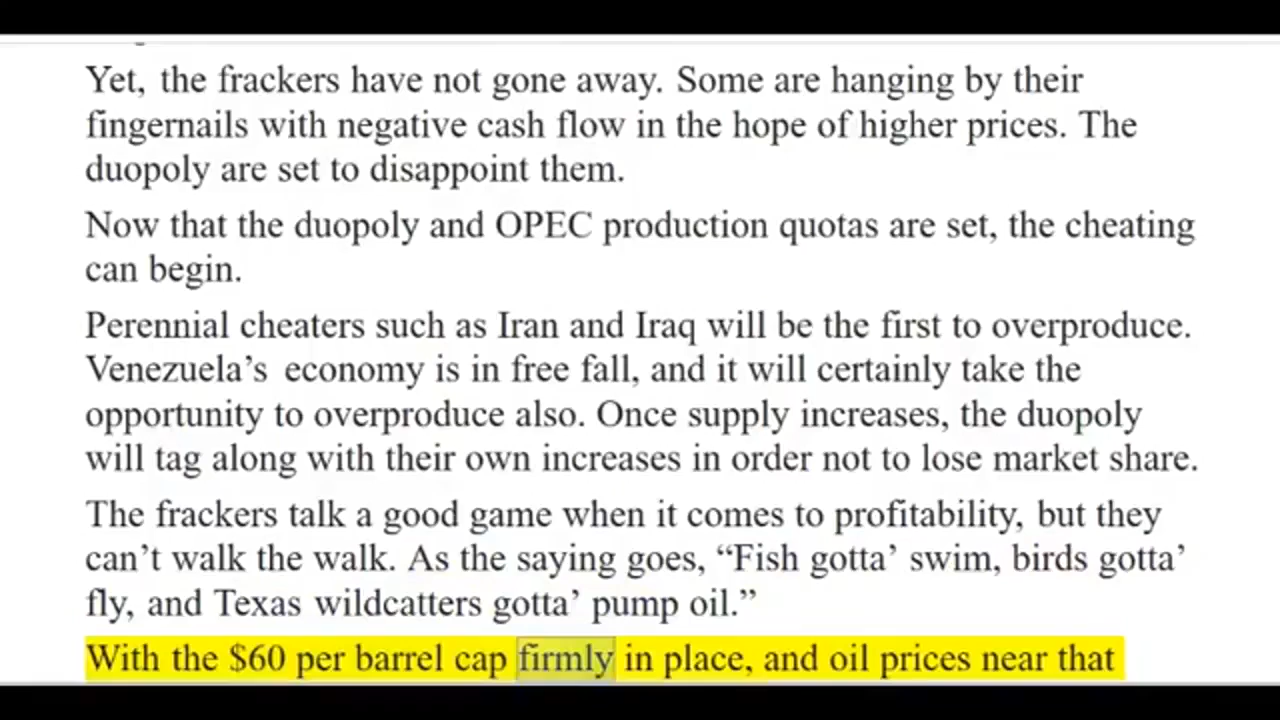 Yet, the frackers have not gone away. Some are hanging by their
fingernails with negative cash flow in the hope of higher prices. The
duopoly are set to disappoint them.
Now that the duopoly and OPEC production quotas are set, the cheating
can begin.
Perennial cheaters such as Iran and Iraq will be the first to overproduce.
Venezuela’s economy is in free fall, and it will certainly take the
opportunity to overproduce also. Once supply increases, the duopoly
will tag along with their own increases in order not to lose market share.
The frackers talk a good game when it comes to profitability, but they
can’t walk the walk. As the saying goes, “Fish gotta’ swim, birds gotta’
fly, and Texas wildcatters gotta’ pump oil.”
With the $60 per barrel cap firmly in place, and oil prices near that